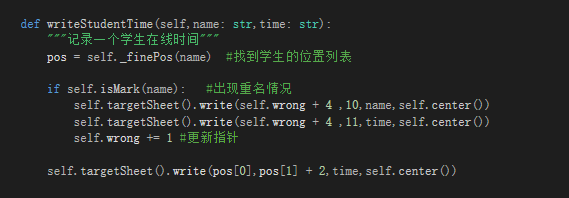 def writeStudentTime(self,name: str,time: str):
"""记录一个学生在线时间"""
pos = self._finePos(name) #找到学生的位置列表
if self.isMark(name): #出现重名情况
self.targetSheet().write(self.wrong + 4 ,10,name,self.center())
self.targetSheet().write(self.wrong + 4 ,11,time,self.center())
self.wrong += 1 #更新指针
self.targetSheet().write(pos[0],pos[1] + 2,time,self.center())